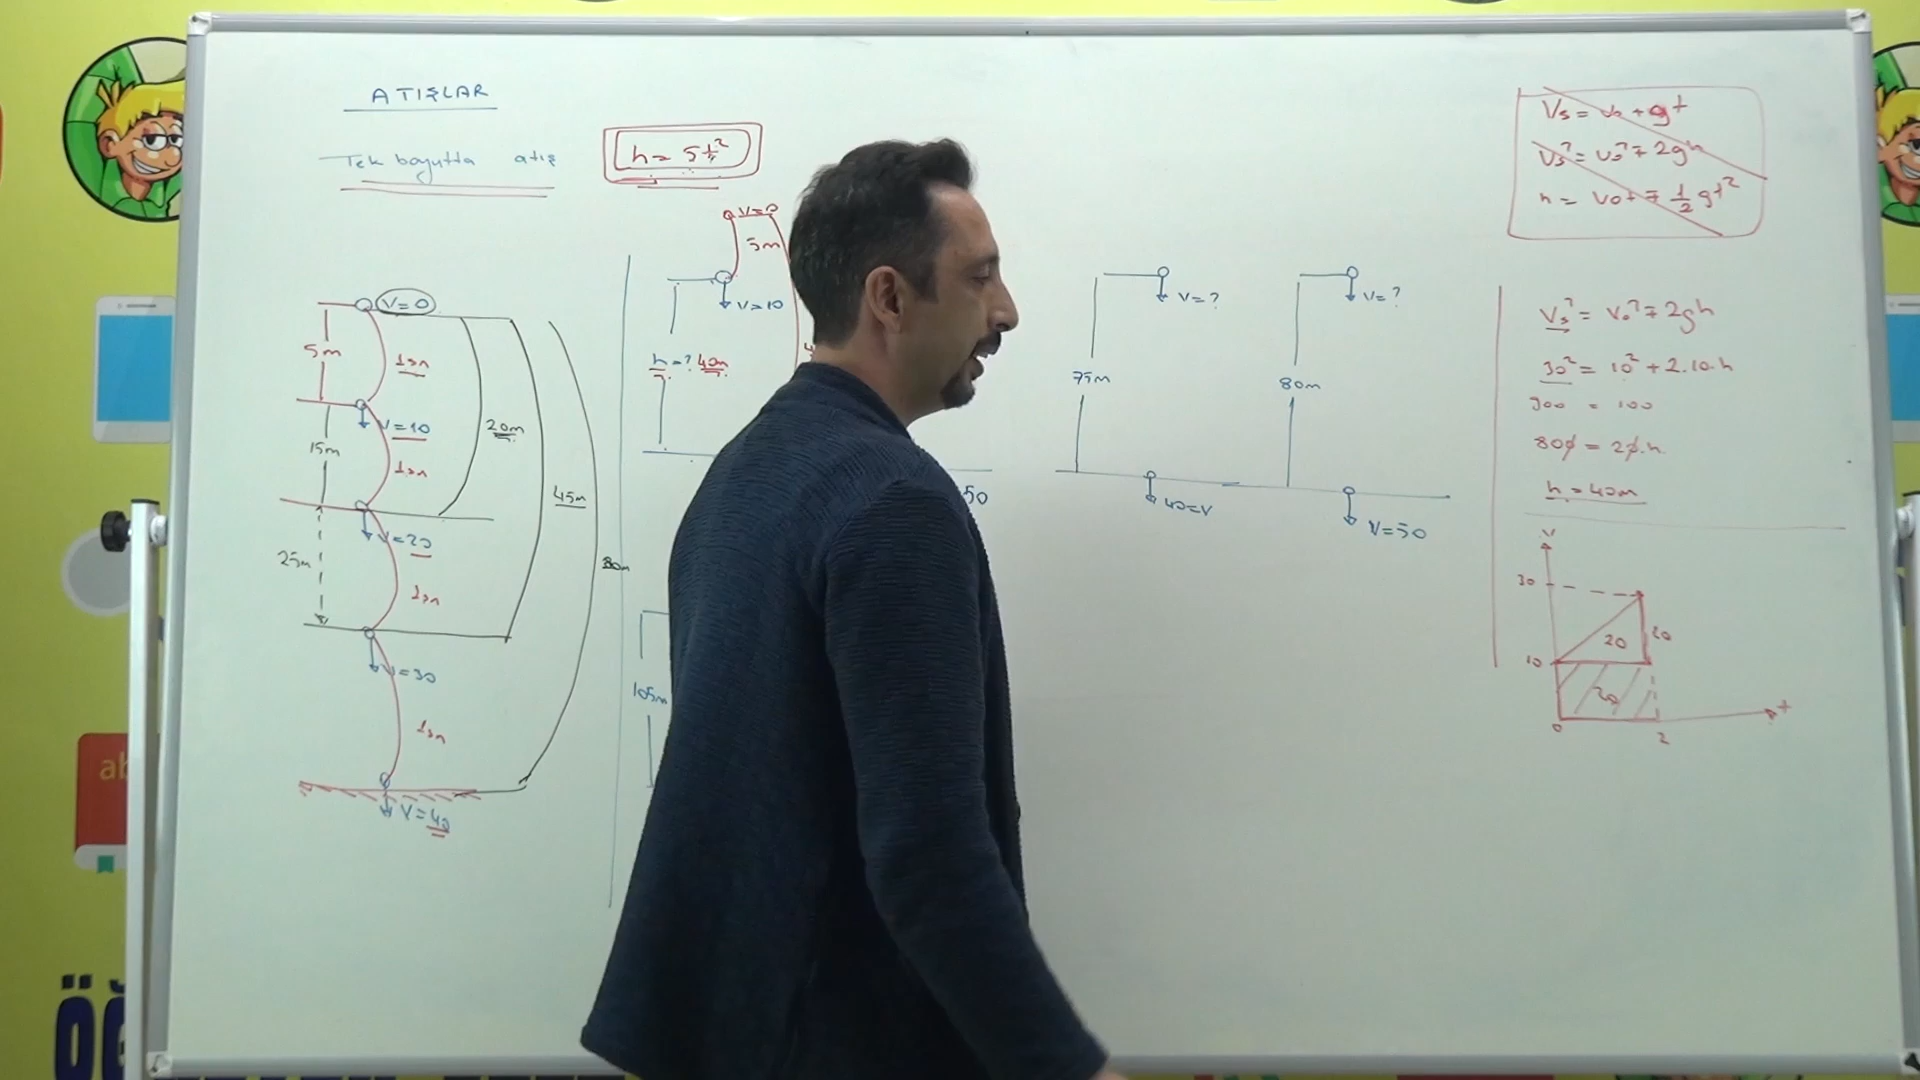 ATIŞLAR
Tek boyutta atış
h = 5t²
V=0
5m
1sn
V=10
15m
1sn
20m
45m
V=20
25m
1sn
80m
V=30
1sn
V=40
V=0
5m
V=10
h=? 40m
50
105m
V=?
75m
40=V
V=?
80m
V=50
Vs = v₀ + gt
Vs² = v₀² ∓ 2gh
h = v₀t ∓ 1/2 gt²
Vs² = V₀² ∓ 2gh
30² = 10² + 2.10.h
900 = 100
800 = 20.h
h = 40m
V
30
20
20
10
20
0
2
t
ab
ÖĞ